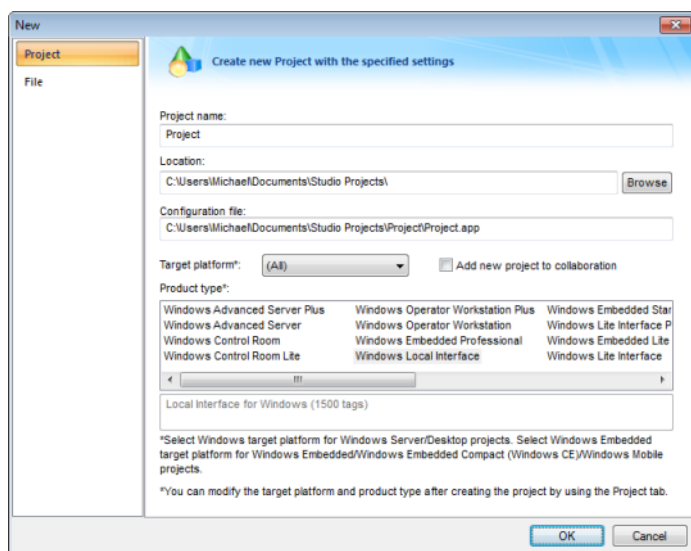 New
Project
File
Create new Project with the specified settings
Project name:
Project
Location:
C:\Users\Michael\Documents\Studio Projects\
Browse
Configuration file:
C:\Users\Michael\Documents\Studio Projects\Project\Project.app
Target platform*:
(All)
Add new project to collaboration
Product type*:
Windows Advanced Server Plus Windows Operator Workstation Plus Windows Embedded Stan
Windows Advanced Server Windows Operator Workstation Windows Lite Interface P
Windows Control Room Windows Embedded Professional Windows Embedded Lite
Windows Control Room Lite Windows Local Interface Windows Lite Interface
Local Interface for Windows (1500 tags)
*Select Windows target platform for Windows Server/Desktop projects. Select Windows Embedded
target platform for Windows Embedded/Windows Embedded Compact (Windows CE)/Windows Mobile
projects.
*You can modify the target platform and product type after creating the project by using the Project tab.
OK
Cancel